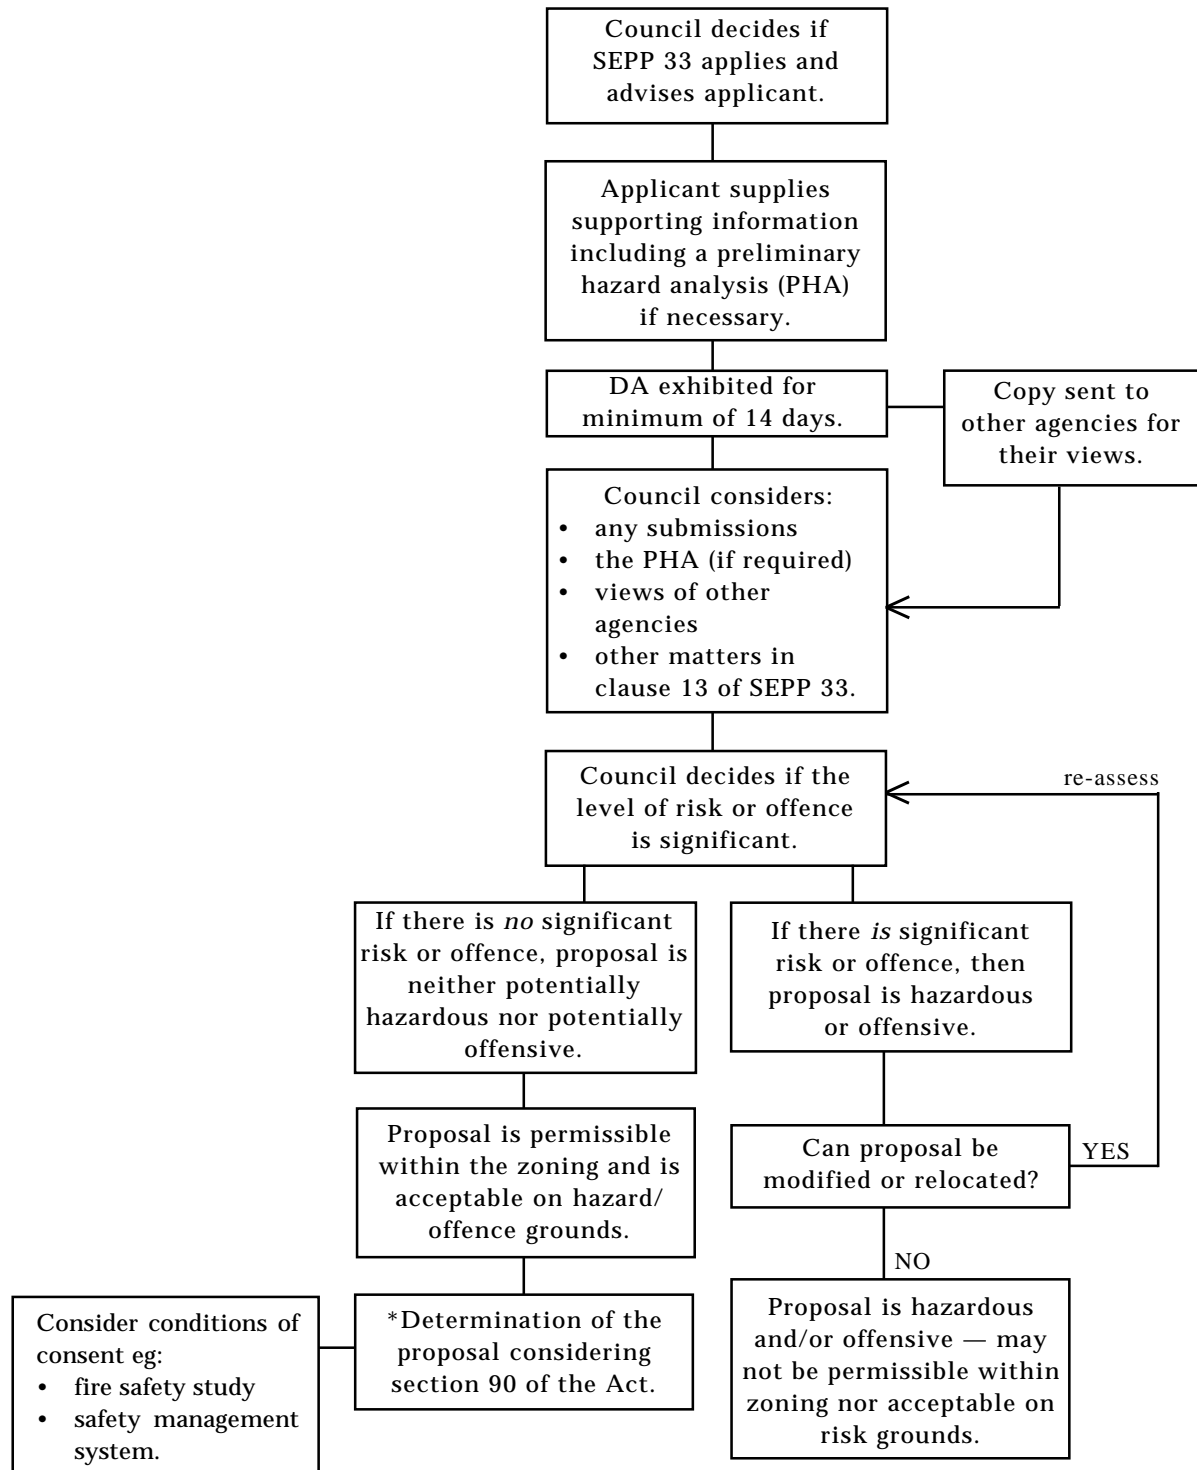 Council decides if
SEPP 33 applies and
advises applicant.
Applicant supplies
supporting information
including a preliminary
hazard analysis (PHA)
if necessary.
DA exhibited for
minimum of 14 days.
Copy sent to
other agencies for
their views.
Council considers:
• any submissions
• the PHA (if required)
• views of other
agencies
• other matters in
clause 13 of SEPP 33.
Council decides if the
level of risk or offence
is significant.
re-assess
If there is no significant
risk or offence, proposal is
neither potentially
hazardous nor potentially
offensive.
If there is significant
risk or offence, then
proposal is hazardous
or offensive.
Proposal is permissible
within the zoning and is
acceptable on hazard/
offence grounds.
Can proposal be
modified or relocated?
YES
NO
Consider conditions of
consent eg:
• fire safety study
• safety management
system.
*Determination of the
proposal considering
section 90 of the Act.
Proposal is hazardous
and/or offensive — may
not be permissible within
zoning nor acceptable on
risk grounds.